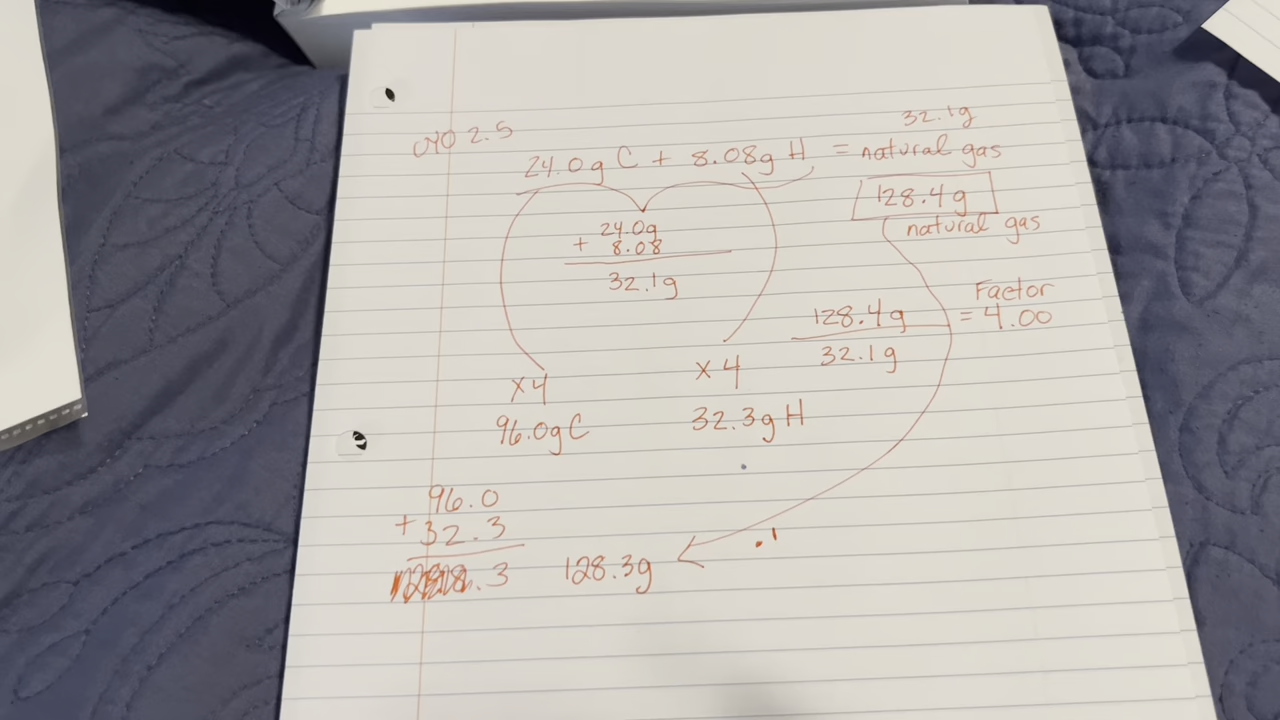 OYO 2.5
32.1g
24.0g C + 8.08g H = natural gas
128.4g
natural gas
24.0g
+ 8.08
32.1g
Factor
128.4g = 4.00
32.1g
x4 x4
96.0g C 32.3g H
96.0
+32.3
.3 128.3g
.1